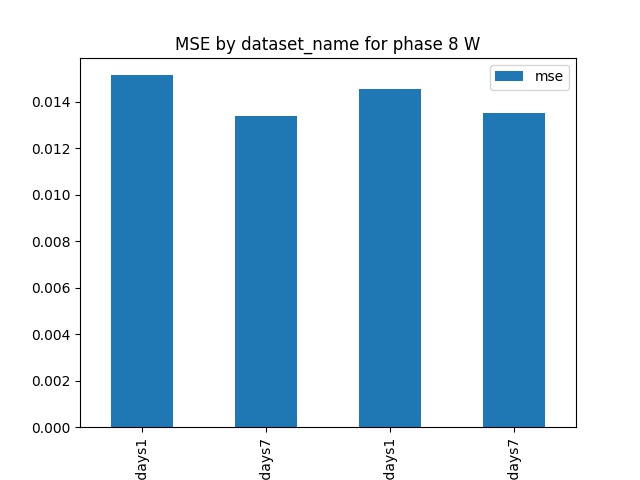 MSE by dataset_name for phase 8 W
mse
0.014
0.012
0.010
0.008
0.006
0.004
0.002
0.000
days1
days7
days1
days7